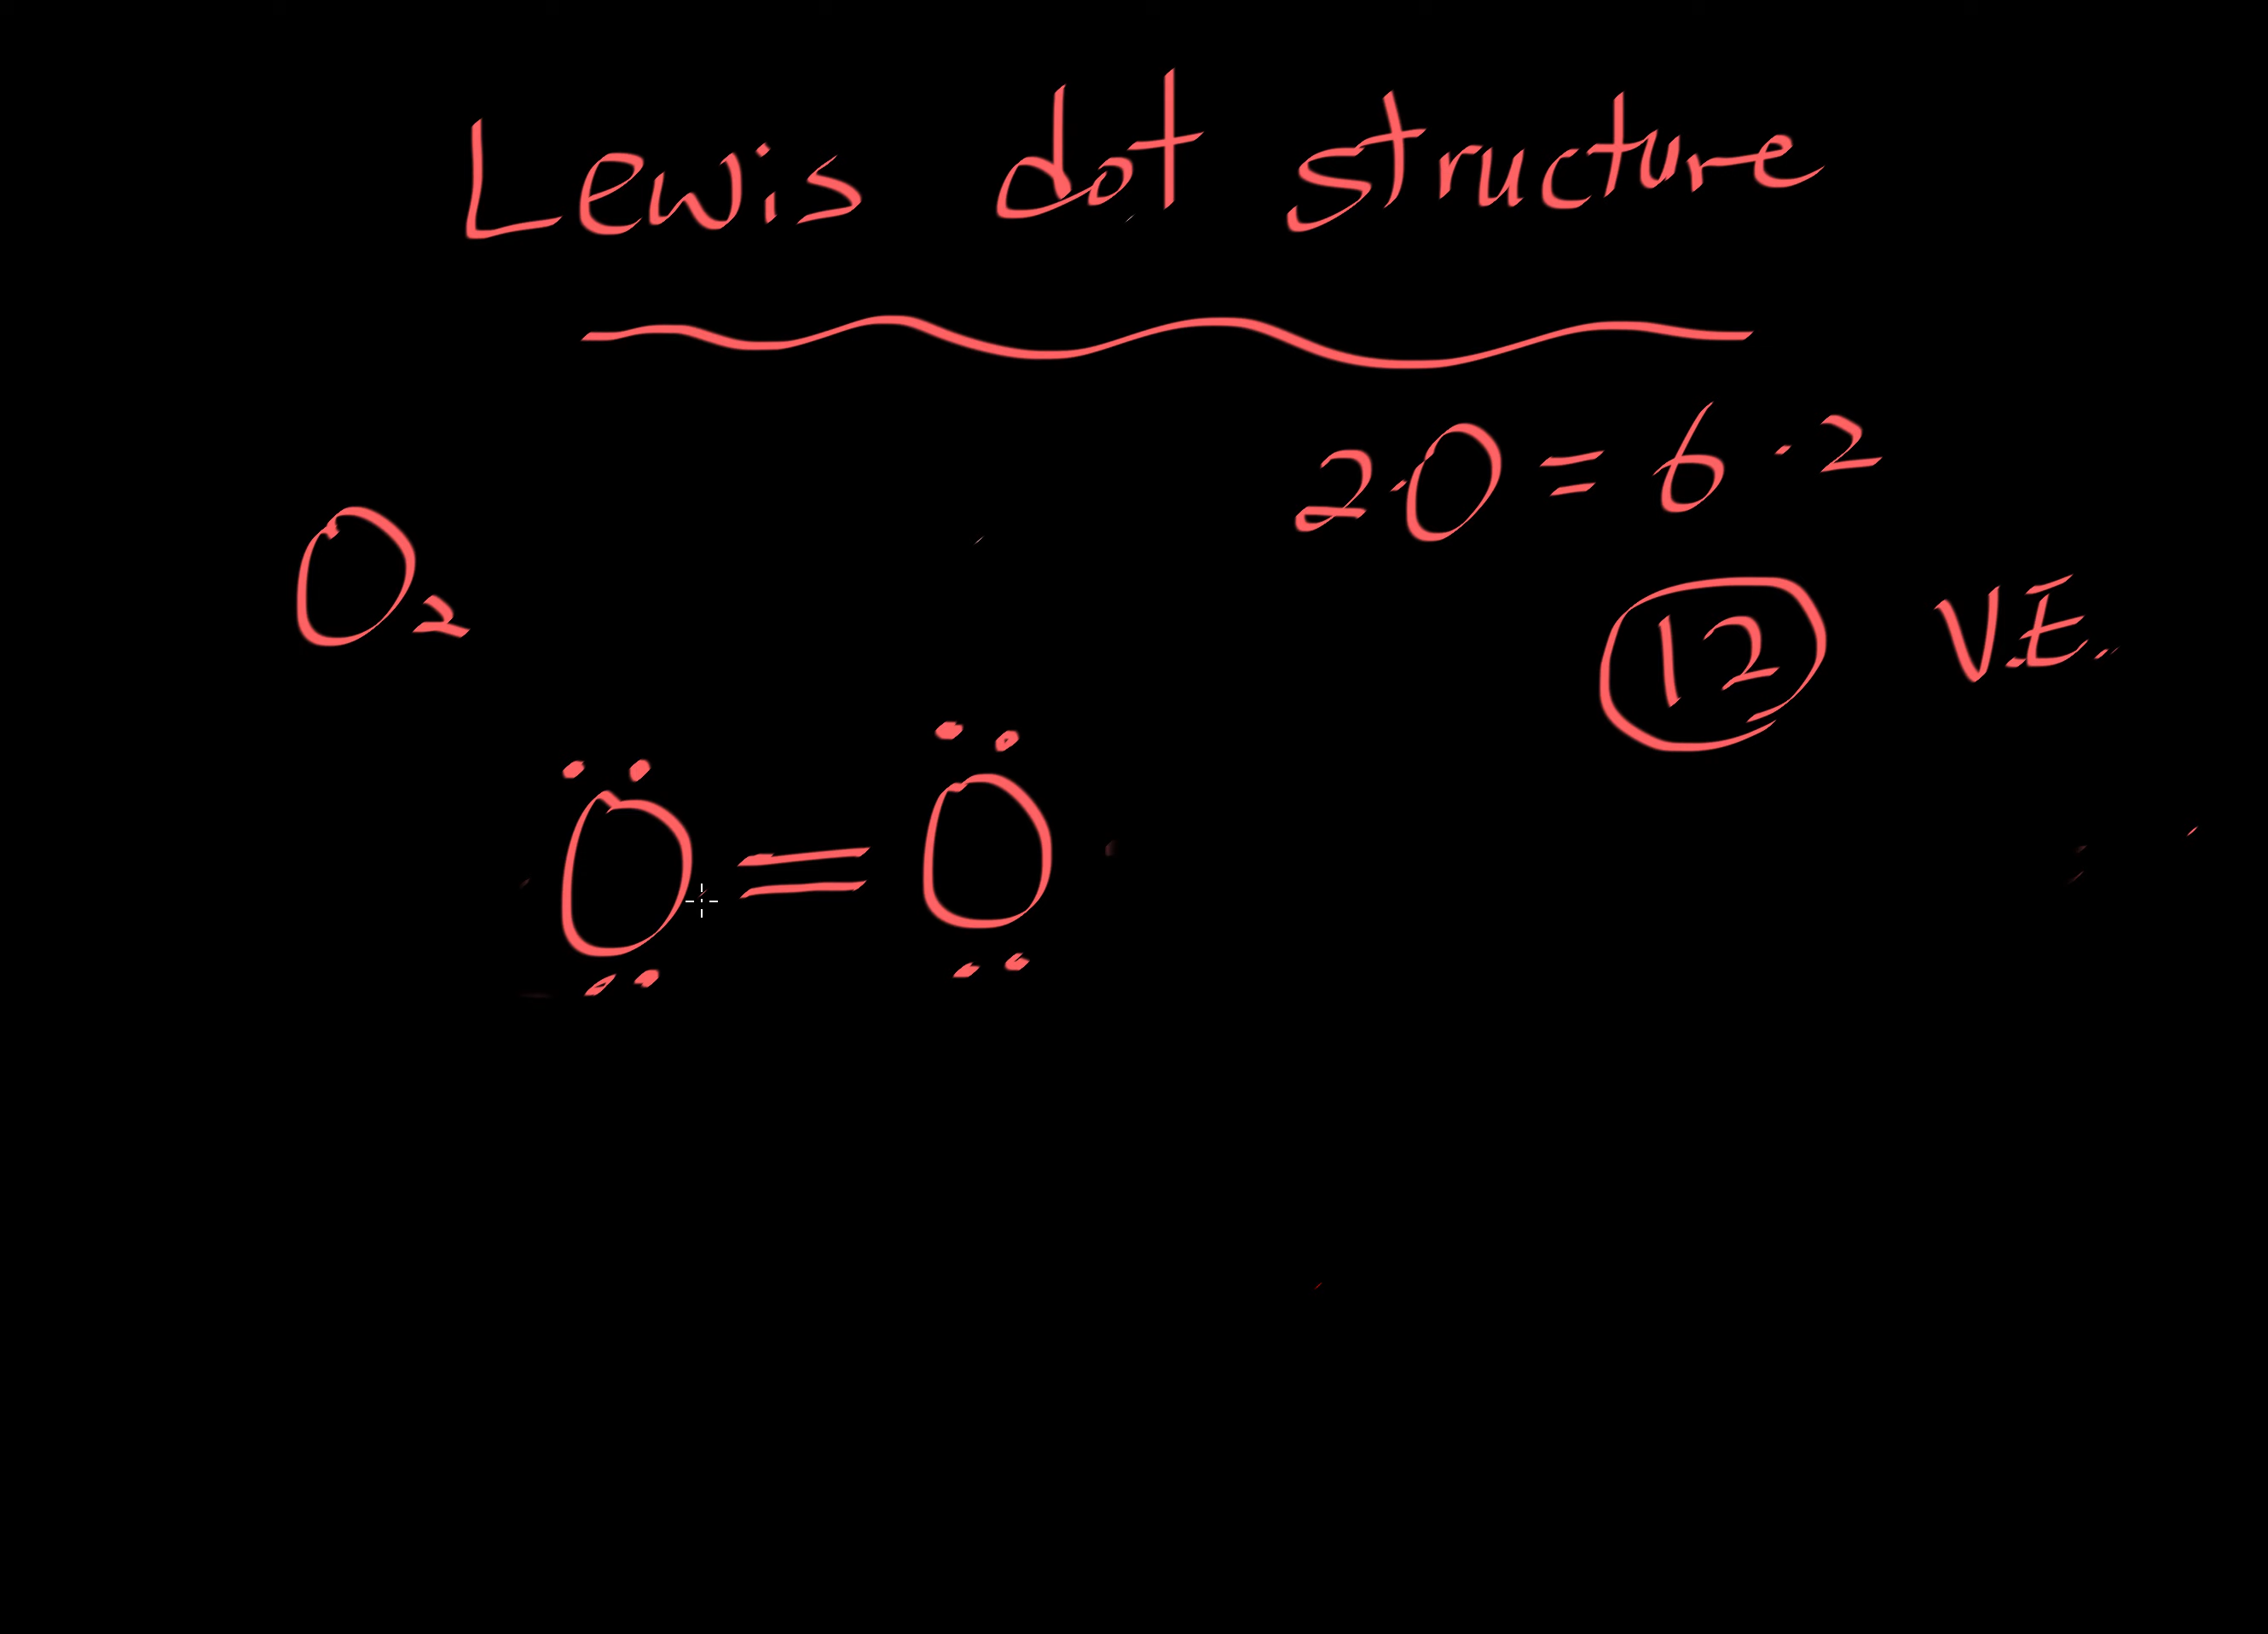 Lewis dot structure
2·O = 6·2
O₂
12 V.E.
Ö=Ö